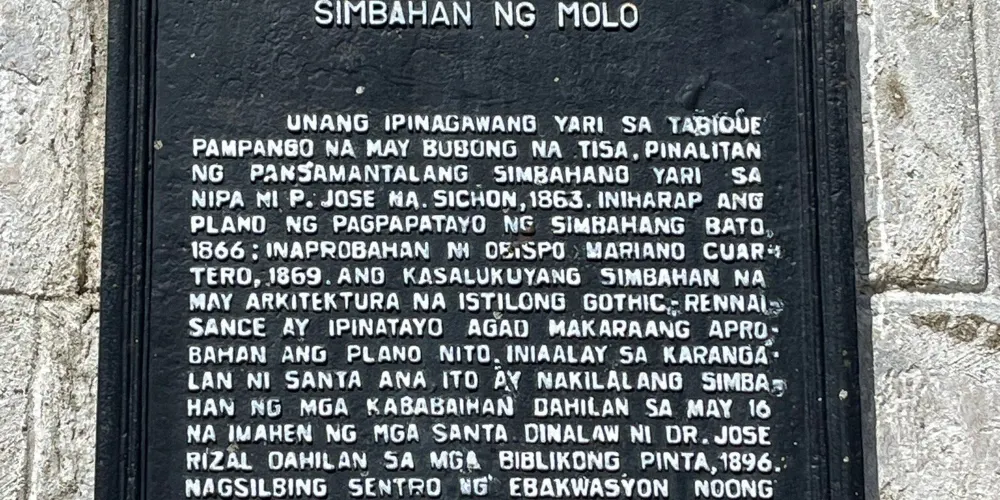 SIMBAHAN NG MOLO
UNANG IPINAGAWANG YARI SA TABIQUE
PAMPANGO NA MAY BUBONG NA TISA, PINALITAN
NG PANSAMANTALANG SIMBAHANG YARI SA
NIPA NI P. JOSE MA. SICHON, 1863. INIHARAP ANG
PLANO NG PAGPAPATAYO NG SIMBAHANG BATO,
1866; INAPROBAHAN NI OBISPO MARIANO CUAR-
TERO, 1869. ANG KASALUKUYANG SIMBAHAN NA
MAY ARKITEKTURA NA ISTILONG GOTHIC-RENNAI-
SANCE AY IPINATAYO AGAD MAKARAANG APRO-
BAHAN ANG PLANO NITO. INIAALAY SA KARANGA-
LAN NI SANTA ANA, ITO AY NAKILALANG SIMBA-
HAN NG MGA KABABAIHAN DAHILAN SA MAY 16
NA IMAHEN NG MGA SANTA. DINALAW NI DR. JOSE
RIZAL DAHILAN SA MGA BIBLIKONG PINTA, 1896.
NAGSILBING SENTRO NG EBAKWASYON NOONG